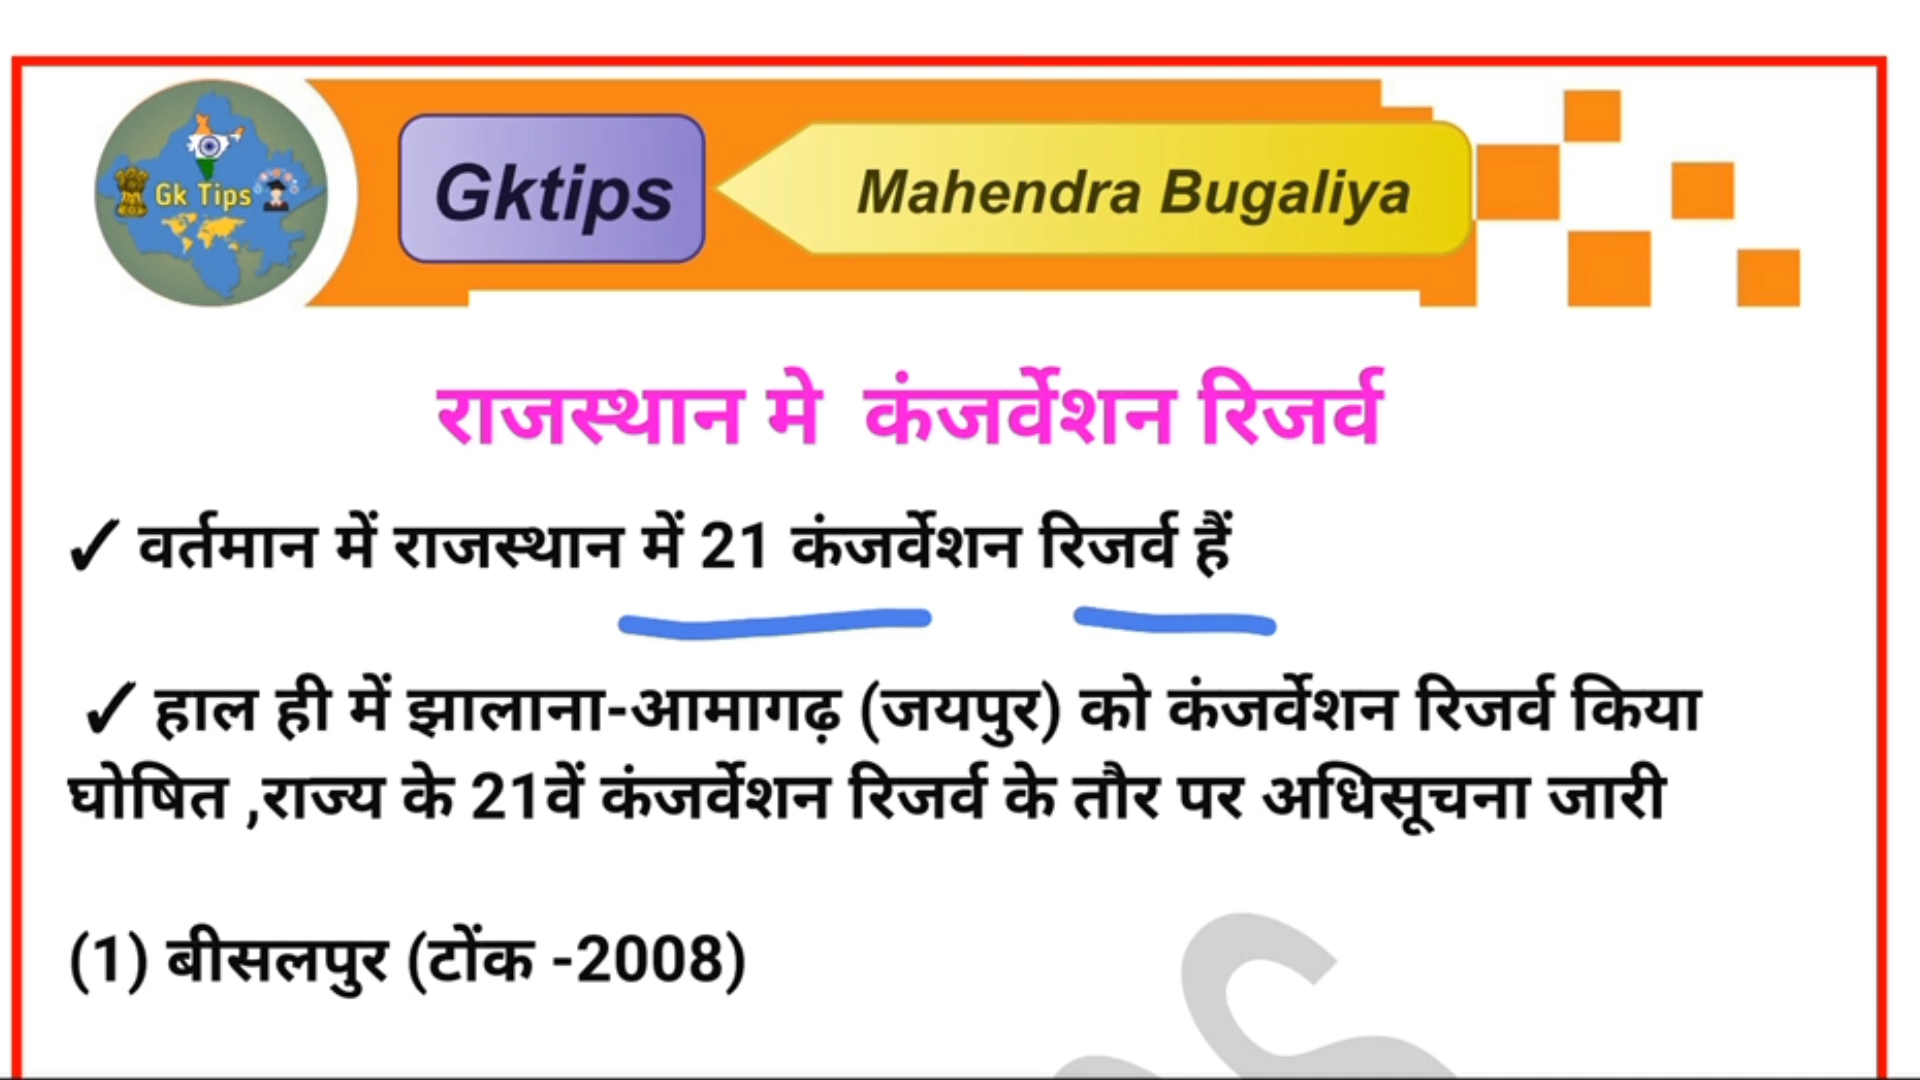 Gk Tips
Gktips
Mahendra Bugaliya
राजस्थान मे कंजर्वेशन रिजर्व
✓ वर्तमान में राजस्थान में 21 कंजर्वेशन रिजर्व हैं
✓ हाल ही में झालाना-आमागढ़ (जयपुर) को कंजर्वेशन रिजर्व किया
घोषित ,राज्य के 21वें कंजर्वेशन रिजर्व के तौर पर अधिसूचना जारी
(1) बीसलपुर (टोंक -2008)